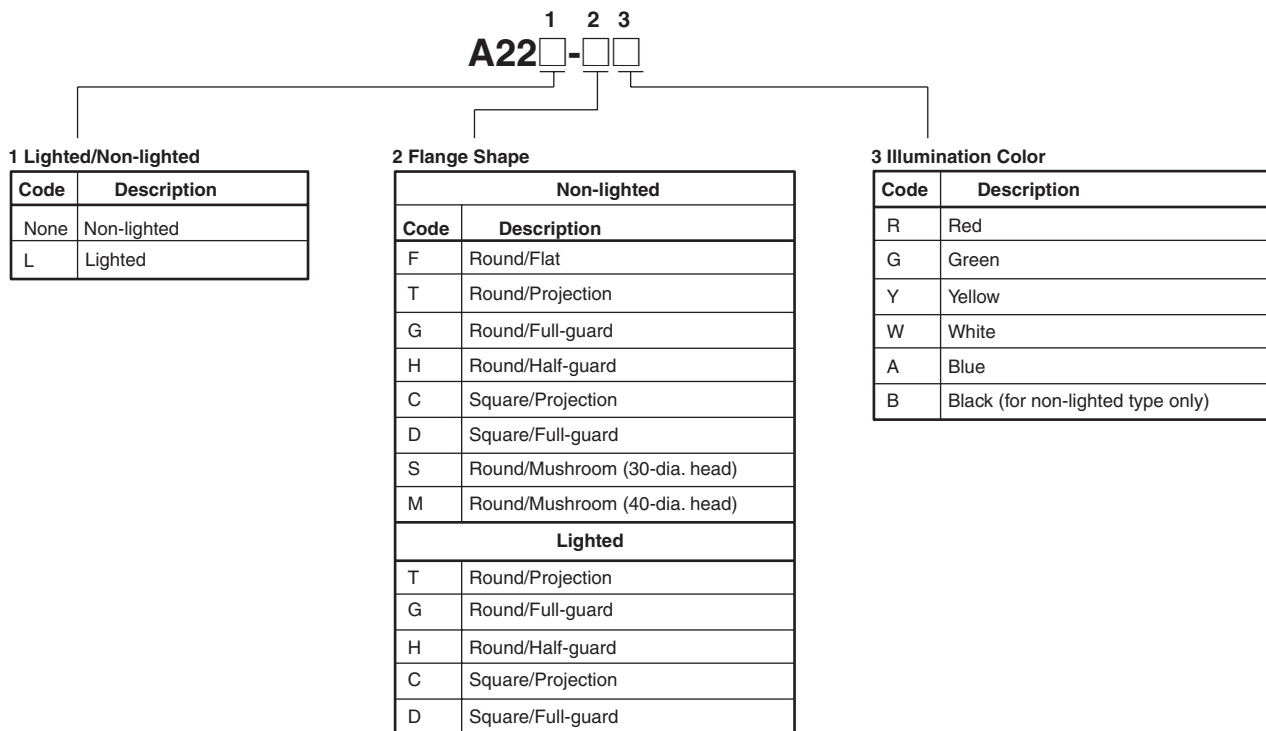 1 2 3
A22□-□□
1 Lighted/Non-lighted
Code Description
None Non-lighted
L Lighted
2 Flange Shape
Non-lighted
Code Description
F Round/Flat
T Round/Projection
G Round/Full-guard
H Round/Half-guard
C Square/Projection
D Square/Full-guard
S Round/Mushroom (30-dia. head)
M Round/Mushroom (40-dia. head)
Lighted
T Round/Projection
G Round/Full-guard
H Round/Half-guard
C Square/Projection
D Square/Full-guard
3 Illumination Color
Code Description
R Red
G Green
Y Yellow
W White
A Blue
B Black (for non-lighted type only)